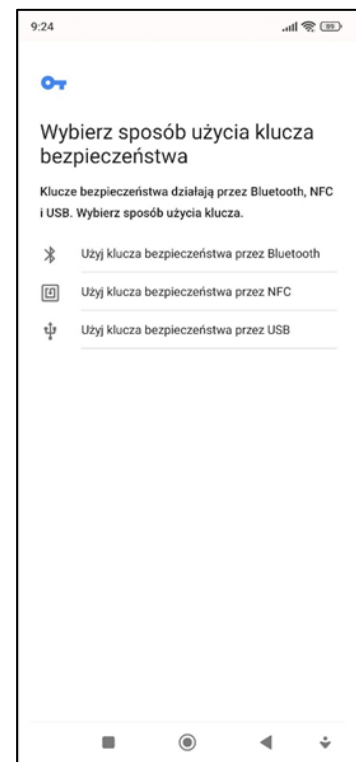 9:24
89
Wybierz sposób użycia klucza
bezpieczeństwa
Klucze bezpieczeństwa działają przez Bluetooth, NFC
i USB. Wybierz sposób użycia klucza.
Użyj klucza bezpieczeństwa przez Bluetooth
Użyj klucza bezpieczeństwa przez NFC
Użyj klucza bezpieczeństwa przez USB